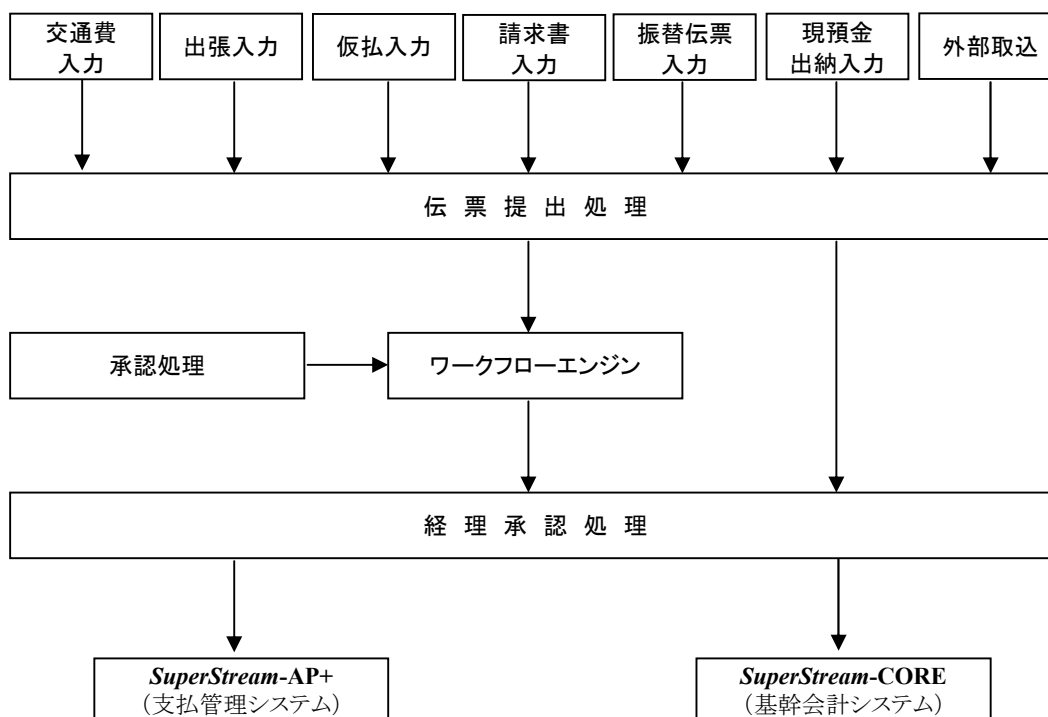 交通費
入力
出張入力
仮払入力
請求書
入力
振替伝票
入力
現預金
出納入力
外部取込
伝 票 提 出 処 理
承認処理
ワークフローエンジン
経 理 承 認 処 理
SuperStream-AP+
（支払管理システム）
SuperStream-CORE
（基幹会計システム）